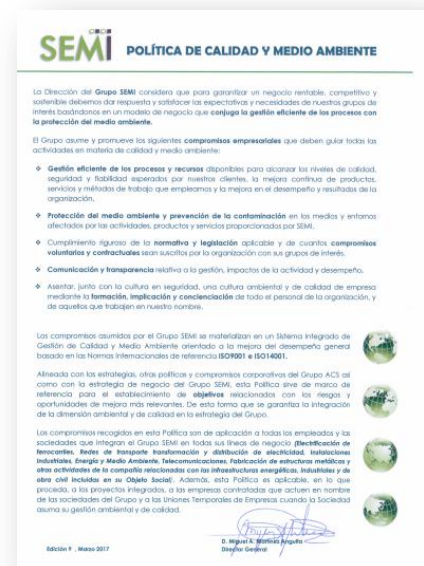 SEMI POLÍTICA DE CALIDAD Y MEDIO AMBIENTE
La Dirección del Grupo SEMI considera que para garantizar un negocio rentable, competitivo y
sostenible debemos dar respuesta y satisfacer las expectativas y necesidades de nuestros grupos de
interés basándonos en un modelo de negocio que conjuga la gestión eficiente de los procesos con
la protección del medio ambiente.
El Grupo asume y promueve los siguientes compromisos empresariales que deben guiar todas las
actividades en materia de calidad y medio ambiente:
❖ Gestión eficiente de los procesos y recursos disponibles para alcanzar los niveles de calidad,
seguridad y fiabilidad esperados por nuestros clientes, la mejora continua de productos,
servicios y métodos de trabajo que empleamos y la mejora en el desempeño y resultados de la
organización.
❖ Protección del medio ambiente y prevención de la contaminación en los medios y entornos
afectados por las actividades, productos y servicios proporcionados por SEMI.
❖ Cumplimiento riguroso de la normativa y legislación aplicable y de cuantos compromisos
voluntarios y contractuales sean suscritos por la organización con sus grupos de interés.
❖ Comunicación y transparencia relativa a la gestión, impactos de la actividad y desempeño.
❖ Asentar, junto con la cultura en seguridad, una cultura ambiental y de calidad de empresa
mediante la formación, implicación y concienciación de todo el personal de la organización, y
de aquellos que trabajen en nuestro nombre.
Los compromisos asumidos por el Grupo SEMI se materializan en un Sistema Integrado de
Gestión de Calidad y Medio Ambiente orientado a la mejora del desempeño general
basado en las Normas Internacionales de referencia ISO9001 e ISO14001.
Alineada con las estrategias, otras políticas y compromisos corporativos del Grupo ACS así
como con la estrategia de negocio del Grupo SEMI, esta Política sirve de marco de
referencia para el establecimiento de objetivos relacionados con los riesgos y
oportunidades de mejora más relevantes. De esta forma que se garantiza la integración
de la dimensión ambiental y de calidad en la estrategia del Grupo.
Los compromisos recogidos en esta Política son de aplicación a todas los empleados y las
sociedades que integran el Grupo SEMI en todas sus líneas de negocio (Electrificación de
ferrocarriles, Redes de transporte transformación y distribución de electricidad, Instalaciones
Industriales, Energía y Medio Ambiente, Telecomunicaciones, Fabricación de estructuras metálicas y
otras actividades de la compañía relacionadas con las infraestructuras energéticas, industriales y de
obra civil incluidas en su Objeto Social). Además, esta Política es aplicable, en lo que
proceda, a los proyectos integrados, a las empresas contratadas que actuen en nombre
de las sociedades del Grupo y a las Uniones Temporales de Empresas cuando la Sociedad
asuma su gestión ambiental y de calidad.
D. Miguel A. Martínez Anguita
Edición 9 , Marzo 2017 Director General